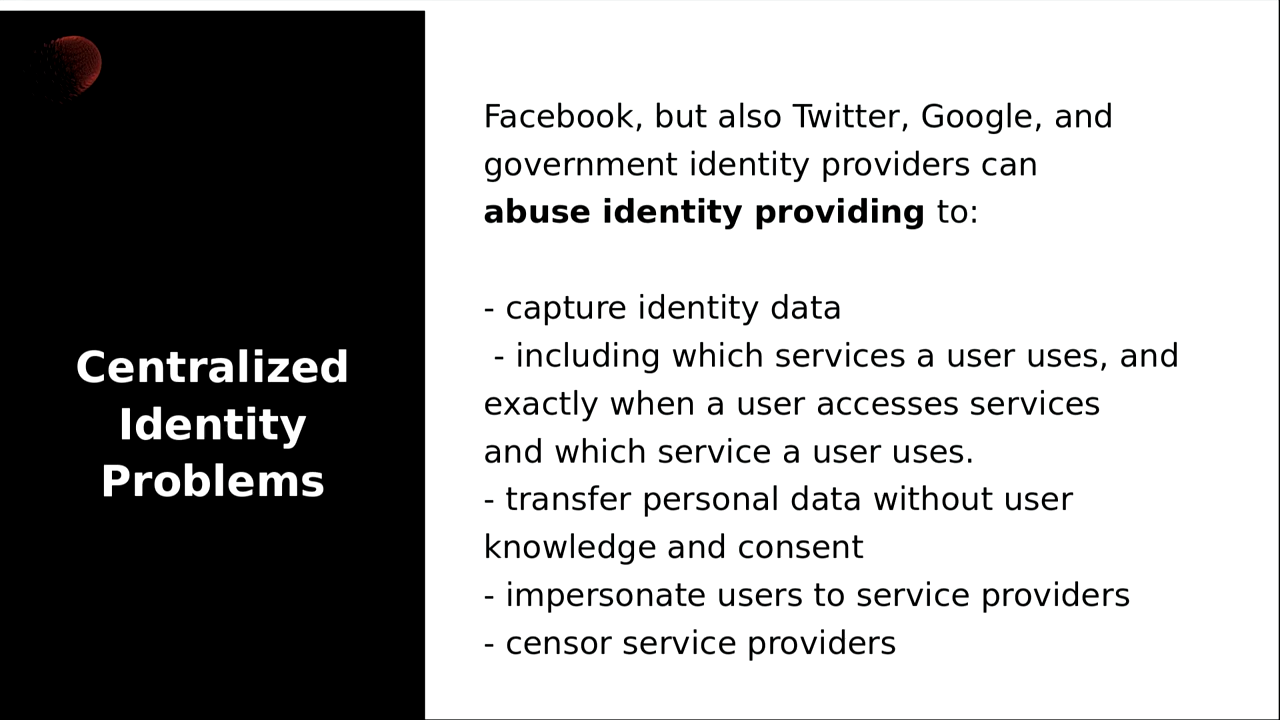 Centralized
Identity
Problems
Facebook, but also Twitter, Google, and
government identity providers can
abuse identity providing to:
- capture identity data
- including which services a user uses, and
exactly when a user accesses services
and which service a user uses.
- transfer personal data without user
knowledge and consent
- impersonate users to service providers
- censor service providers